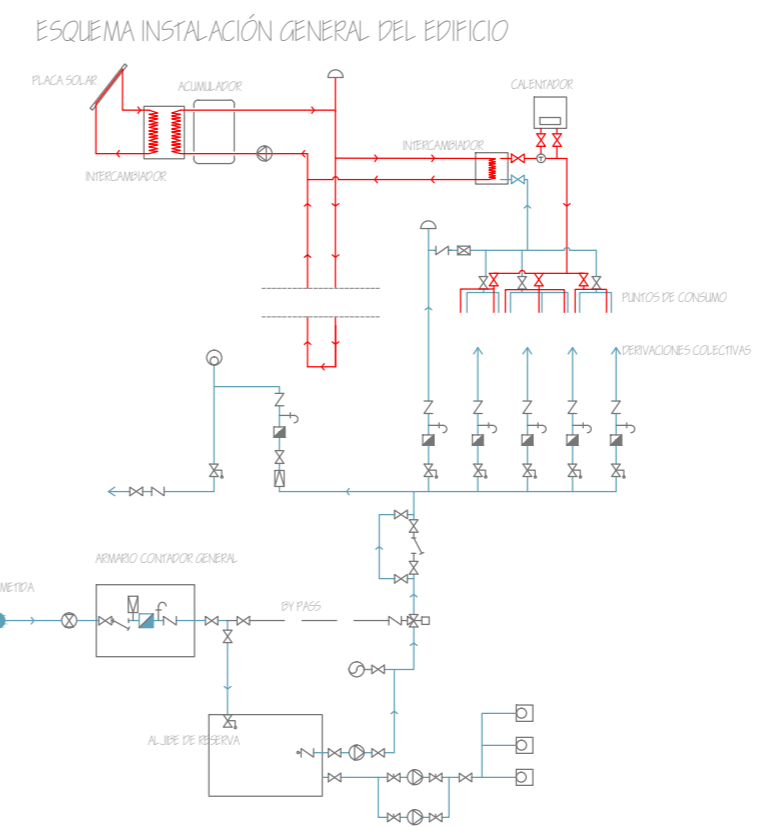 ESQUEMA INSTALACIÓN GENERAL DEL EDIFICIO
PLACA SOLAR
ACUMULADOR
CALENTADOR
INTERCAMBIADOR
INTERCAMBIADOR
PUNTOS DE CONSUMO
DERIVACIONES COLECTIVAS
ARMARIO CONTADOR GENERAL
METIDA
BY PASS
ALJIBE DE RESERVA